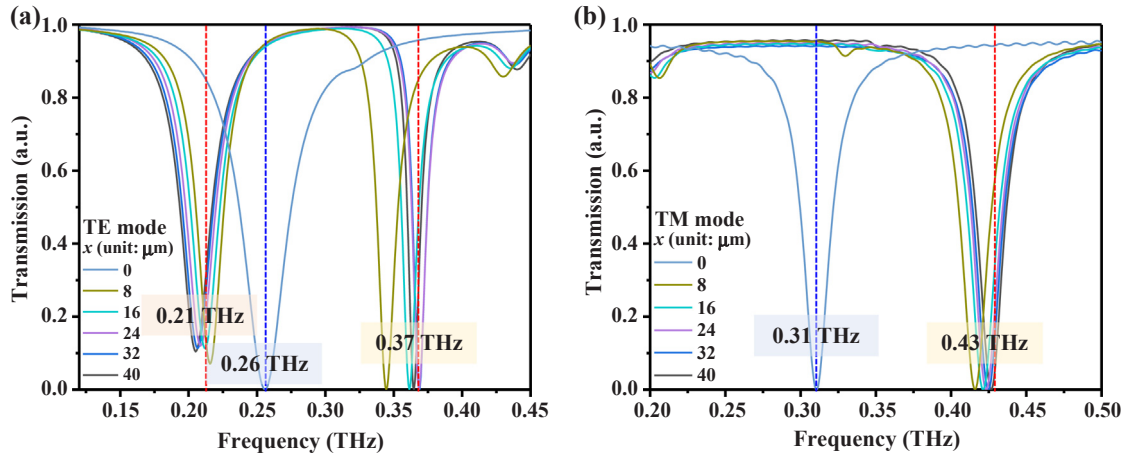 (a)
Transmission (a.u.)
1.0
0.8
0.6
0.4
0.2
0.0
TE mode
x (unit: μm)
0
8
16
24
32
40
0.21 THz
0.26 THz
0.37 THz
0.15 0.20 0.25 0.30 0.35 0.40 0.45
Frequency (THz)
(b)
Transmission (a.u.)
1.0
0.8
0.6
0.4
0.2
0.0
TM mode
x (unit: μm)
0
8
16
24
32
40
0.31 THz
0.43 THz
0.20 0.25 0.30 0.35 0.40 0.45 0.50
Frequency (THz)